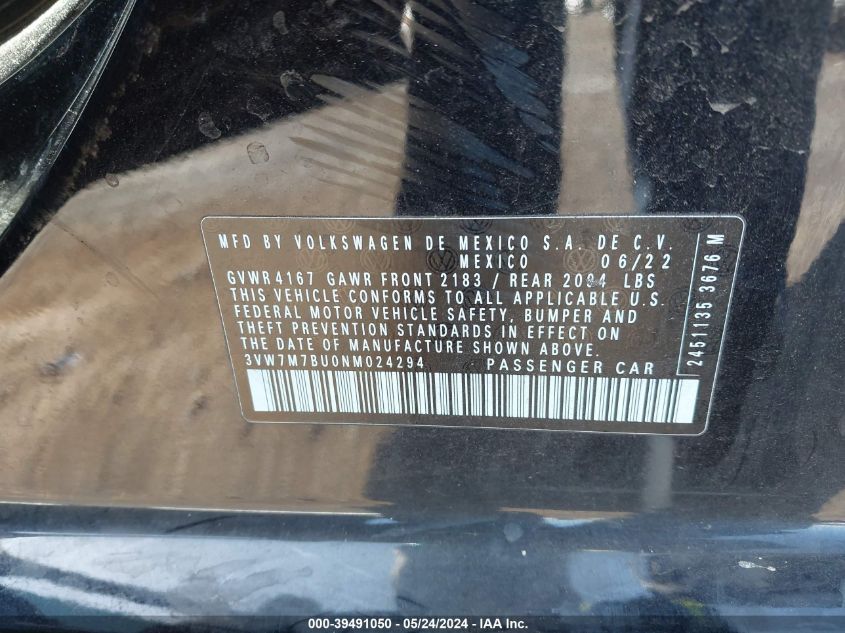 MFD BY VOLKSWAGEN DE MEXICO S.A. DE C.V.
MEXICO 06/22
GVWR 4167 GAWR FRONT 2183 / REAR 2094 LBS
THIS VEHICLE CONFORMS TO ALL APPLICABLE U.S.
FEDERAL MOTOR VEHICLE SAFETY, BUMPER AND
THEFT PREVENTION STANDARDS IN EFFECT ON
THE DATE OF MANUFACTURE SHOWN ABOVE.
3VW7M7BU0NM024294 PASSENGER CAR
2451135 3676 M
000-39491050 - 05/24/2024 - IAA Inc.